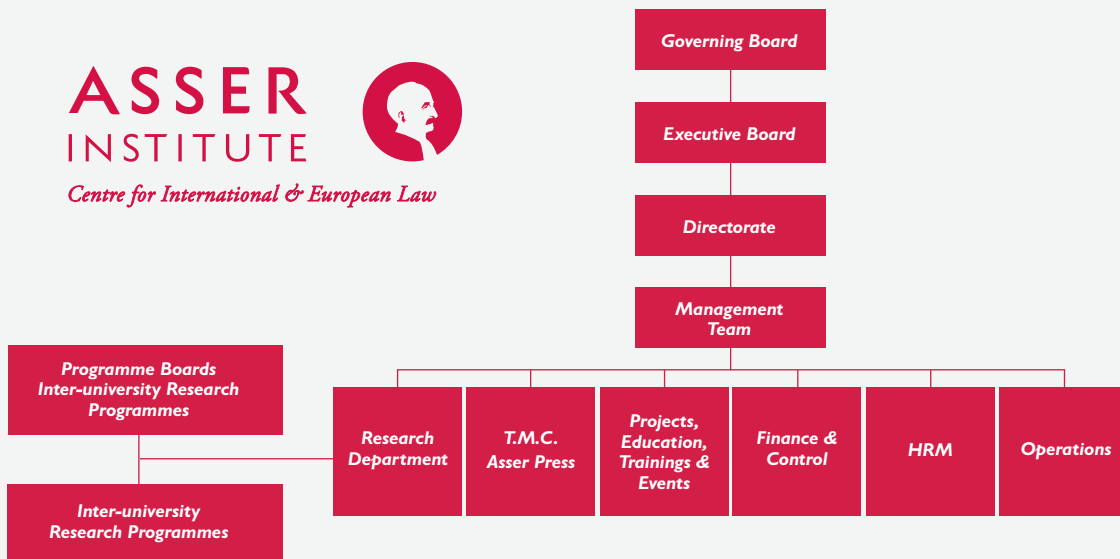 ASSER
INSTITUTE
Centre for International & European Law
Governing Board
Executive Board
Directorate
Management
Team
Programme Boards
Inter-university Research
Programmes
Inter-university
Research Programmes
Research
Department
T.M.C.
Asser Press
Projects,
Education,
Trainings &
Events
Finance &
Control
HRM
Operations